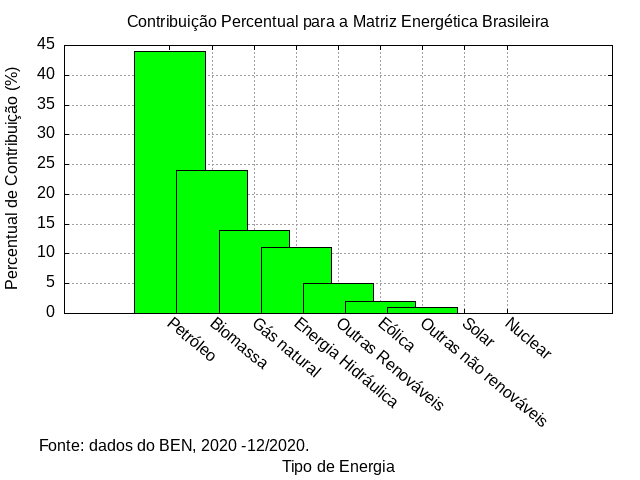 Contribuição Percentual para a Matriz Energética Brasileira
Percentual de Contribuição (%)
45
40
35
30
25
20
15
10
5
0
Petróleo
Biomassa
Gás natural
Energia Hidráulica
Outras Renováveis
Eólica
Outras não renováveis
Solar
Nuclear
Fonte: dados do BEN, 2020 -12/2020.
Tipo de Energia